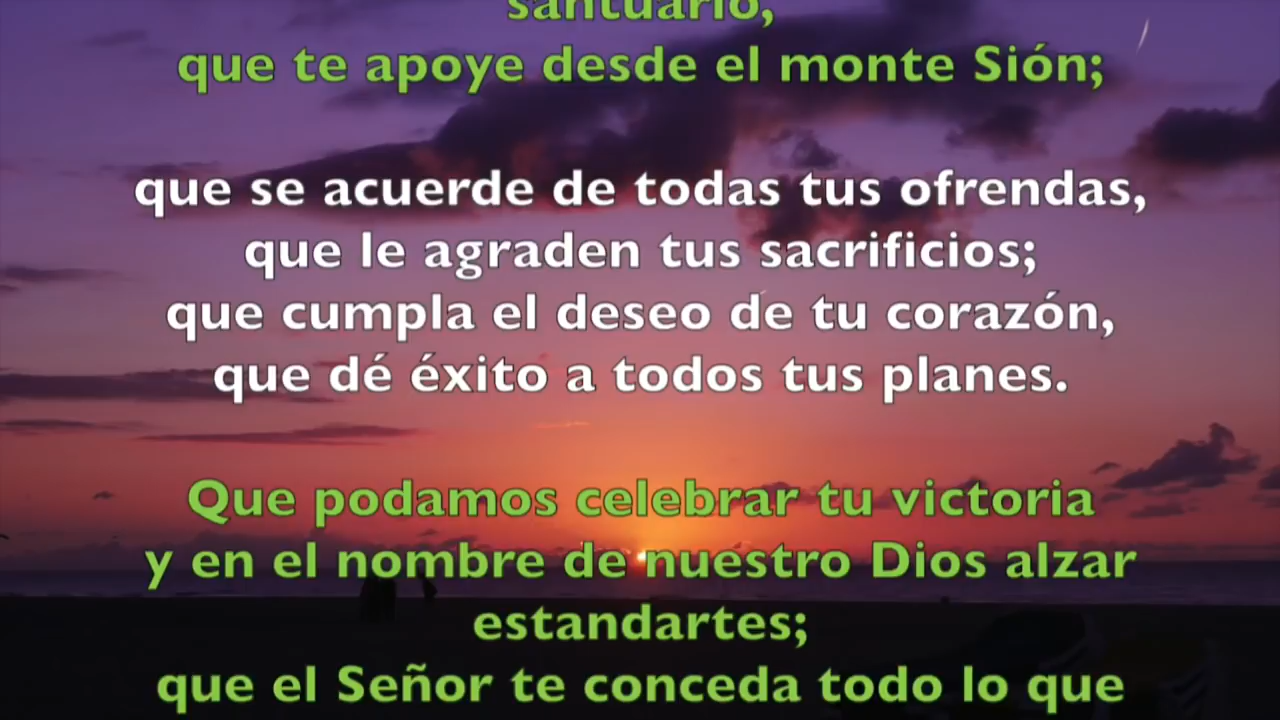 santuario,
que te apoye desde el monte Sión;
que se acuerde de todas tus ofrendas,
que le agraden tus sacrificios;
que cumpla el deseo de tu corazón,
que dé éxito a todos tus planes.
Que podamos celebrar tu victoria
y en el nombre de nuestro Dios alzar
estandartes;
que el Señor te conceda todo lo que